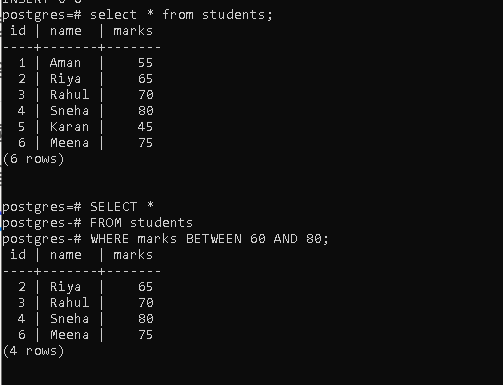 postgres=# select * from students;
 id | name  | marks
----+-------+-------
  1 | Aman  |    55
  2 | Riya  |    65
  3 | Rahul |    70
  4 | Sneha |    80
  5 | Karan |    45
  6 | Meena |    75
(6 rows)
postgres=# SELECT *
postgres-# FROM students
postgres-# WHERE marks BETWEEN 60 AND 80;
 id | name  | marks
----+-------+-------
  2 | Riya  |    65
  3 | Rahul |    70
  4 | Sneha |    80
  6 | Meena |    75
(4 rows)